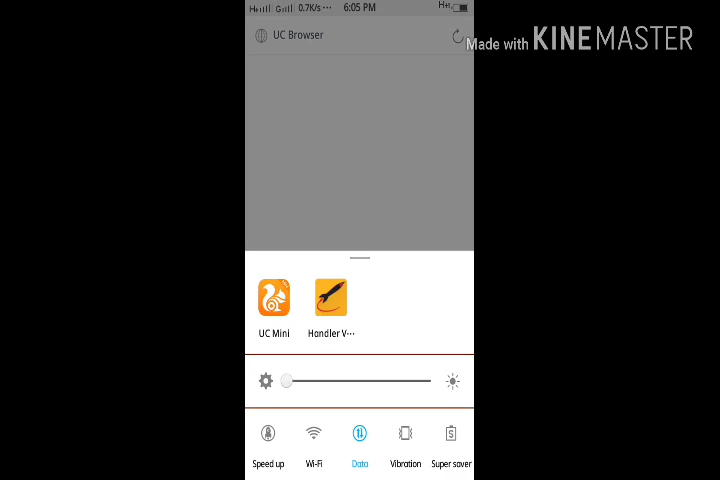 0.7K/s ··· 6:05 PM
UC Browser
Made with KINEMASTER
UC Mini Handler V···
Speed up Wi-Fi Data Vibration Super saver